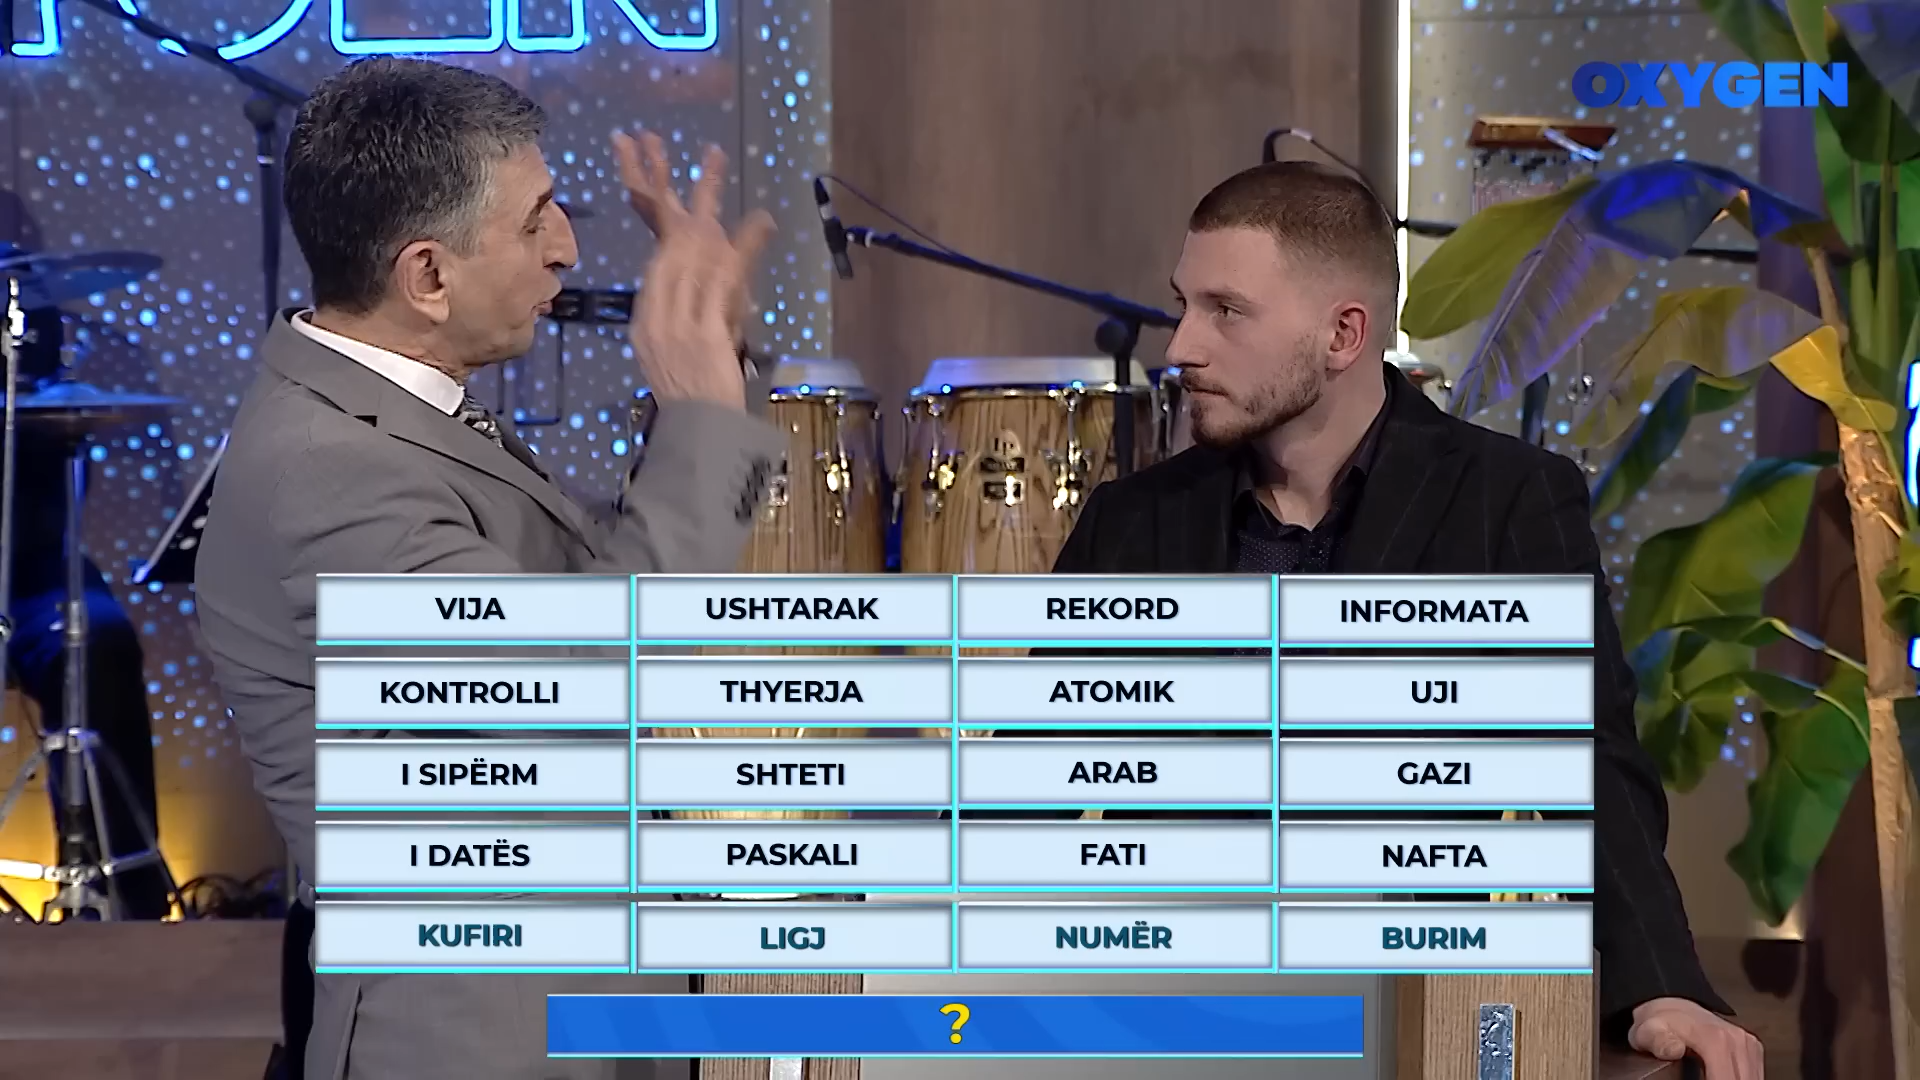 OXYGEN
VIJA USHTARAK REKORD INFORMATA
KONTROLLI THYERJA ATOMIK UJI
I SIPËRM SHTETI ARAB GAZI
I DATËS PASKALI FATI NAFTA
KUFIRI LIGJ NUMËR BURIM
?